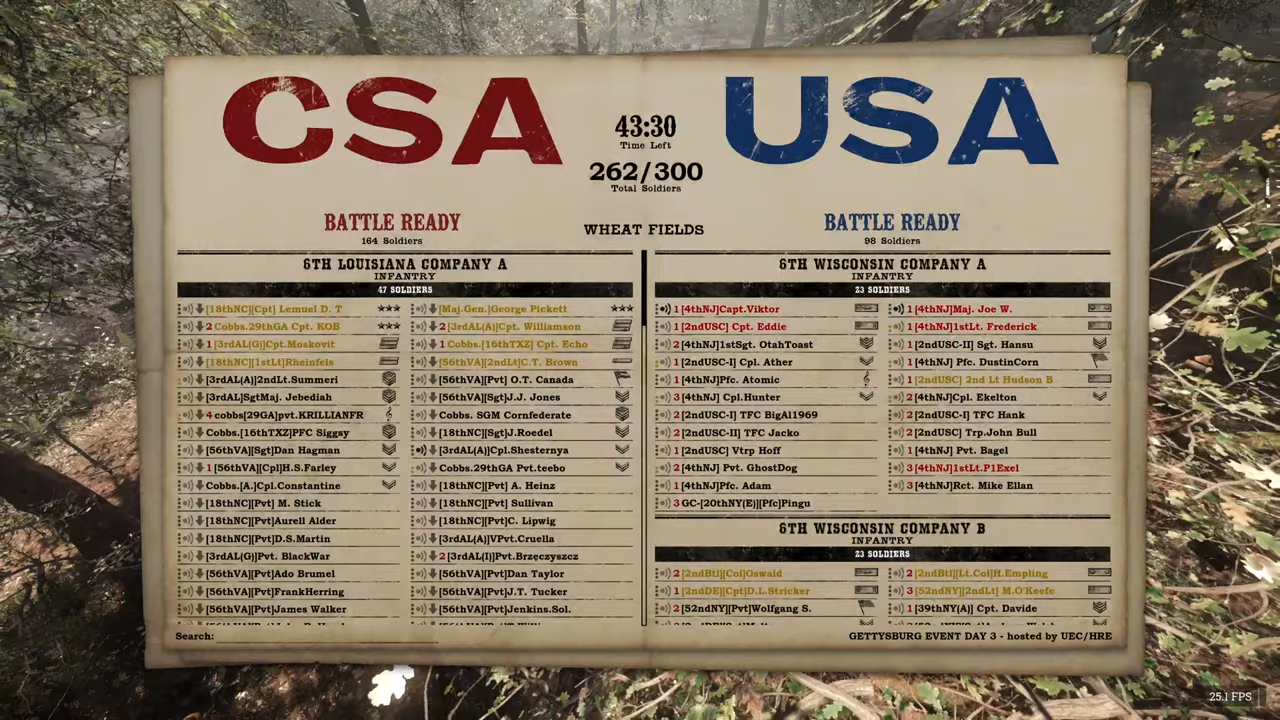 CSA
USA
43:30
Time Left
262/300
Total Soldiers
BATTLE READY
164 Soldiers
WHEAT FIELDS
BATTLE READY
98 Soldiers
6TH LOUISIANA COMPANY A
INFANTRY
47 SOLDIERS
[18thNC][Cpt] Lemuel D. T
[Maj.Gen.]George Pickett
2 Cobbs.29thGA Cpt. KOB
2 [3rdAL(A)]Cpt. Williamson
1 [3rdAL(G)]Cpt.Moskovit
1 Cobbs.[16thTXZ] Cpt. Echo
[18thNC][1stLt]Rheinfels
[56thVA][2ndLt]C.T. Brown
[3rdAL(A)]2ndLt.Summeri
[56thVA][Pvt] O.T. Canada
[3rdAL]SgtMaj. Jebediah
[56thVA][Sgt]J.J. Jones
4 cobbs[29GA]pvt.KRILLIANFR
Cobbs. SGM Cornfederate
Cobbs.[16thTXZ]PFC Siggsy
[18thNC][Sgt]J.Roedel
[56thVA][Sgt]Dan Hagman
[3rdAL(A)]Cpl.Shesternya
1 [56thVA][Cpl]H.S.Farley
Cobbs.29thGA Pvt.teebo
Cobbs.[A.]Cpl.Constantine
[18thNC][Pvt] A. Heinz
[18thNC][Pvt] M. Stick
[18thNC][Pvt] Sullivan
[18thNC][Pvt]Aurell Alder
[18thNC][Pvt]C. Lipwig
[18thNC][Pvt]D.S.Martin
[3rdAL(A)]VPvt.Cruella
[3rdAL(G)]Pvt. BlackWar
2 [3rdAL(I)]Pvt.Brzęczyszcz
[56thVA][Pvt]Ado Brumel
[56thVA][Pvt]Dan Taylor
[56thVA][Pvt]FrankHerring
[56thVA][Pvt]J.T. Tucker
[56thVA][Pvt]James Walker
[56thVA][Pvt]Jenkins.Sol.
6TH WISCONSIN COMPANY A
INFANTRY
23 SOLDIERS
1 [4thNJ]Capt.Viktor
1 [4thNJ]Maj. Joe W.
1 [2ndUSC] Cpt. Eddie
1 [4thNJ]1stLt. Frederick
2 [4thNJ]1stSgt. OtahToast
1 [2ndUSC-II] Sgt. Hansu
1 [2ndUSC-I] Cpl. Ather
1 [4thNJ] Pfc. DustinCorn
1 [4thNJ]Pfc. Atomic
1 [2ndUSC] 2nd Lt Hudson B
3 [4thNJ] Cpl.Hunter
2 [4thNJ]Cpl. Ekelton
2 [2ndUSC-I] TFC BigAl1969
2 [2ndUSC-I] TFC Hank
2 [2ndUSC-II] TFC Jacko
2 [2ndUSC] Trp.John Bull
1 [2ndUSC-I] Vtrp Hoff
1 [4thNJ] Pvt. Bagel
2 [4thNJ] Pvt. GhostDog
3 [4thNJ]1stLt.P1Exel
1 [4thNJ]Pfc. Adam
3 [4thNJ]Rct. Mike Ellan
3 GC-[20thNY(E)][Pfc]Pingu
6TH WISCONSIN COMPANY B
INFANTRY
23 SOLDIERS
2 [2ndBtl][Col]Oswald
2 [2ndBtl][Lt.Col]H.Empling
1 [2ndDE][Cpt]D.L.Stricker
3 [52ndNY][2ndLt] M.O'Keefe
2 [52ndNY][Pvt]Wolfgang S.
1 [39thNY(A)] Cpt. Davide
Search:
GETTYSBURG EVENT DAY 3 - hosted by UEC/HRE
25.1 FPS